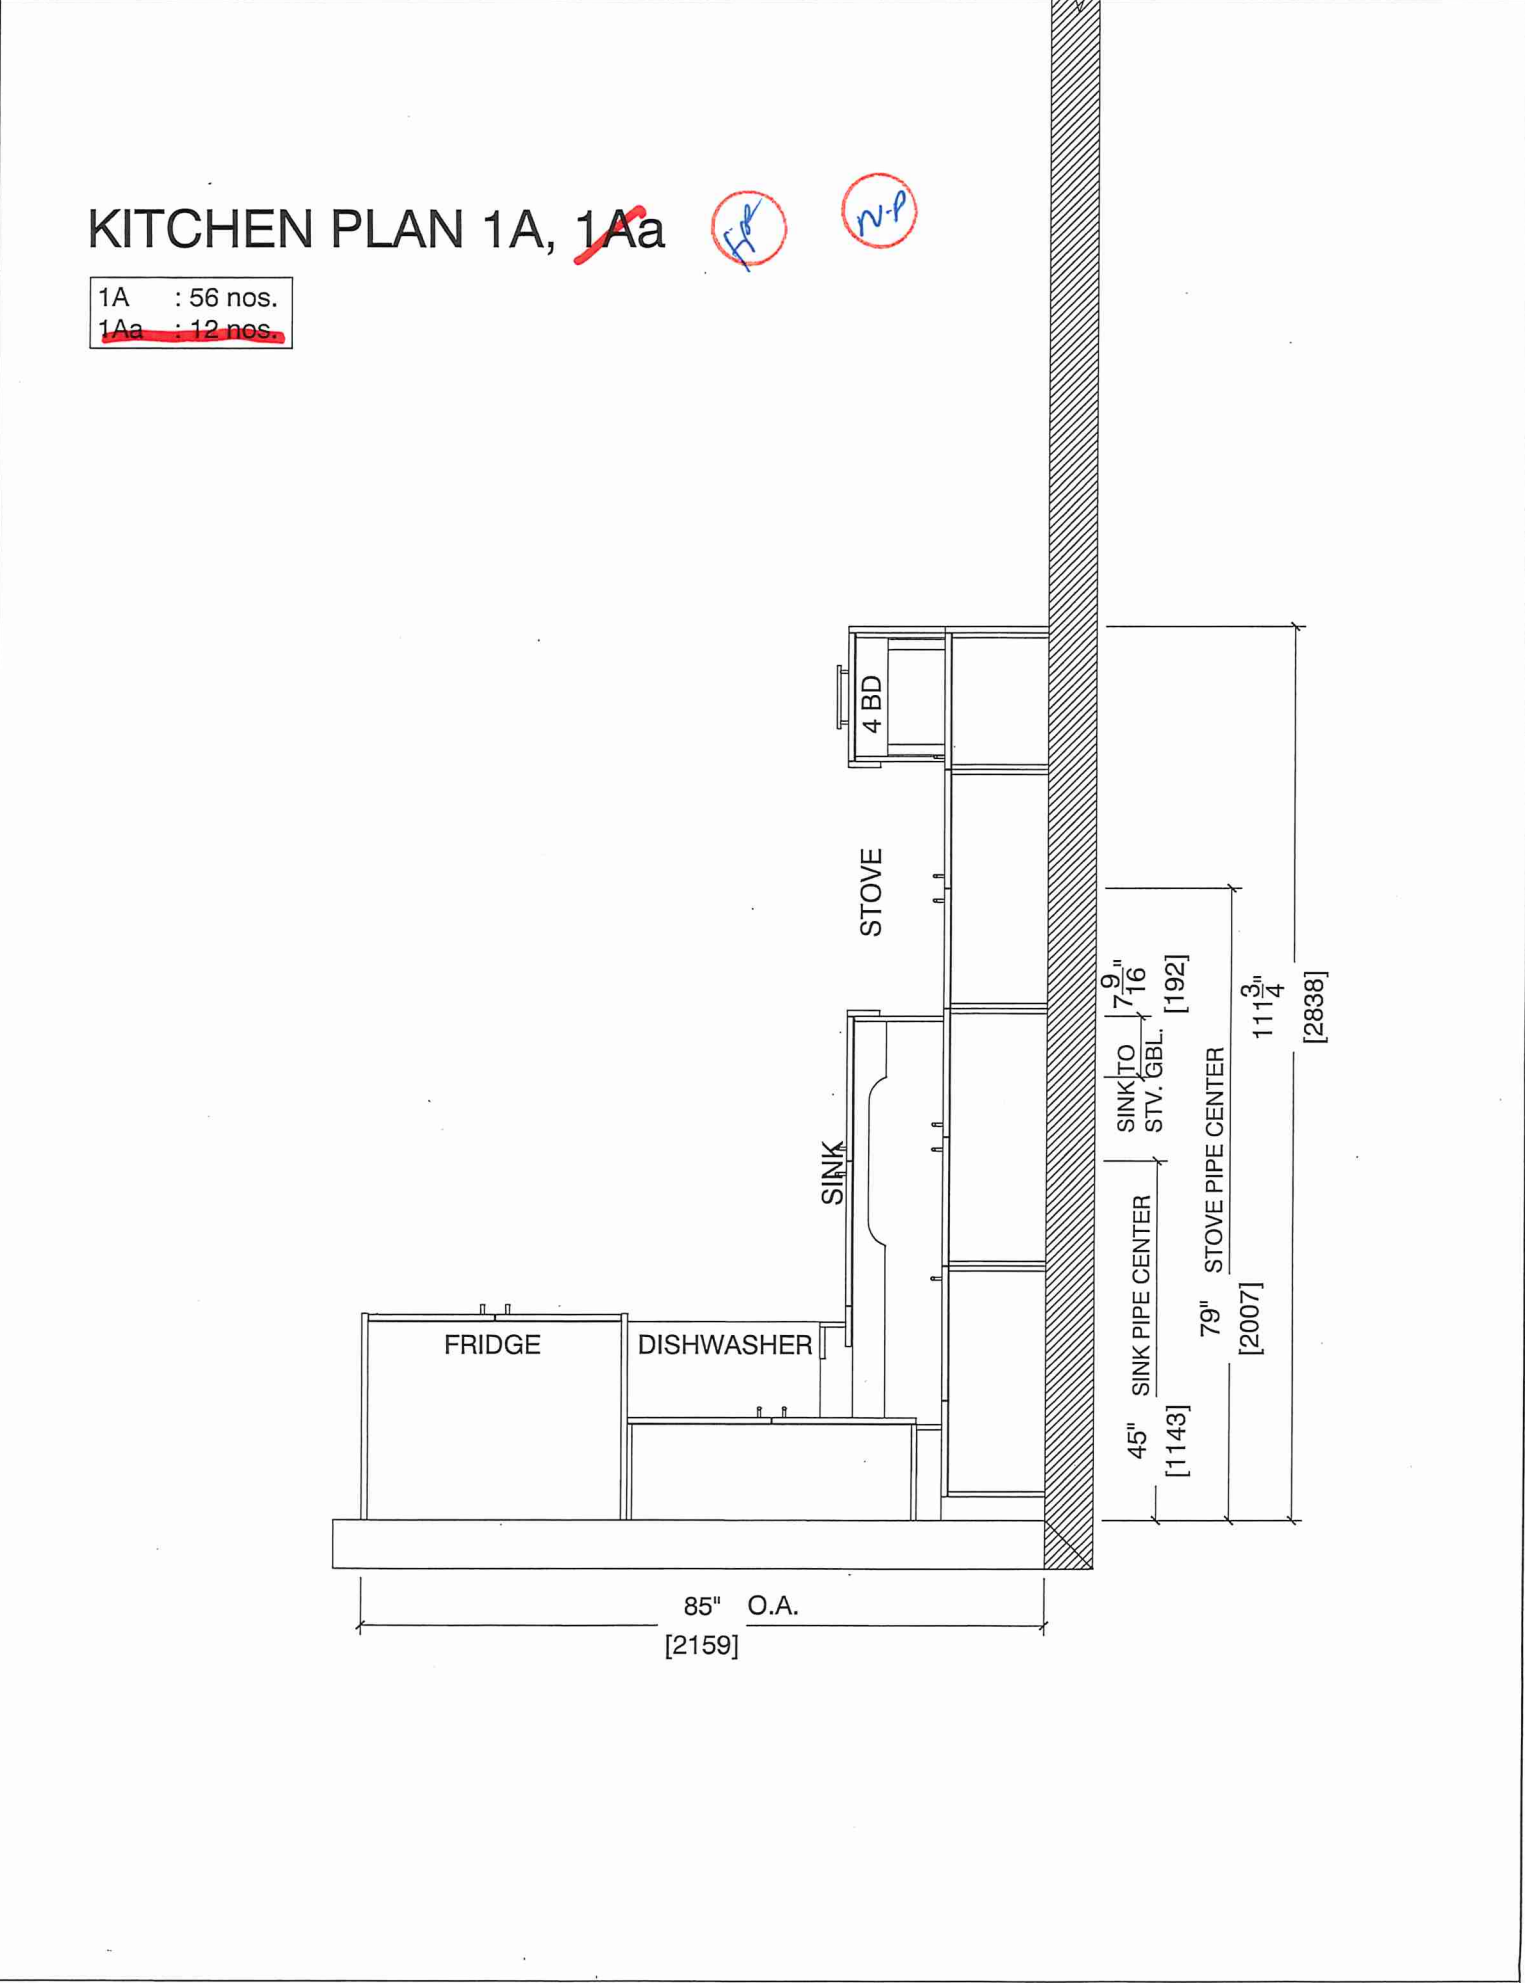 KITCHEN PLAN 1A, 1Aa
N-P
1A : 56 nos.
1Aa : 12 nos.
4 BD
STOVE
SINK
FRIDGE
DISHWASHER
7 9/16"
[192]
SINK TO
STV. GBL.
111 3/4"
[2838]
STOVE PIPE CENTER
79"
[2007]
SINK PIPE CENTER
45"
[1143]
85" O.A.
[2159]